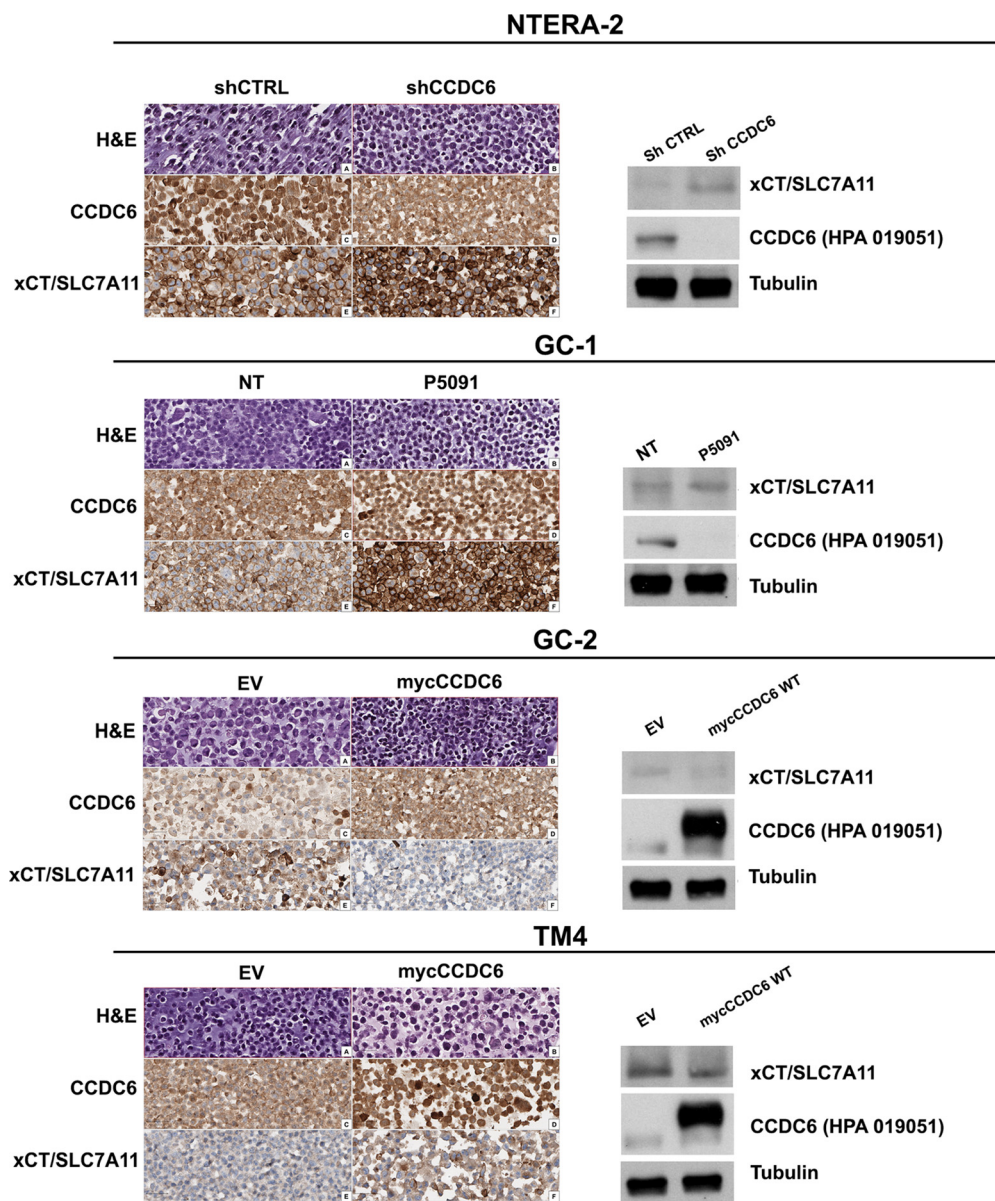 NTERA-2
shCTRL shCCDC6
H&E
A B
CCDC6
C D
xCT/SLC7A11
E F
Sh CTRL Sh CCDC6
xCT/SLC7A11
CCDC6 (HPA 019051)
Tubulin
GC-1
NT P5091
H&E
A B
CCDC6
C D
xCT/SLC7A11
E F
NT P5091
xCT/SLC7A11
CCDC6 (HPA 019051)
Tubulin
GC-2
EV mycCCDC6
H&E
A B
CCDC6
C D
xCT/SLC7A11
E F
EV mycCCDC6 WT
xCT/SLC7A11
CCDC6 (HPA 019051)
Tubulin
TM4
EV mycCCDC6
H&E
A B
CCDC6
C D
xCT/SLC7A11
E F
EV mycCCDC6 WT
xCT/SLC7A11
CCDC6 (HPA 019051)
Tubulin